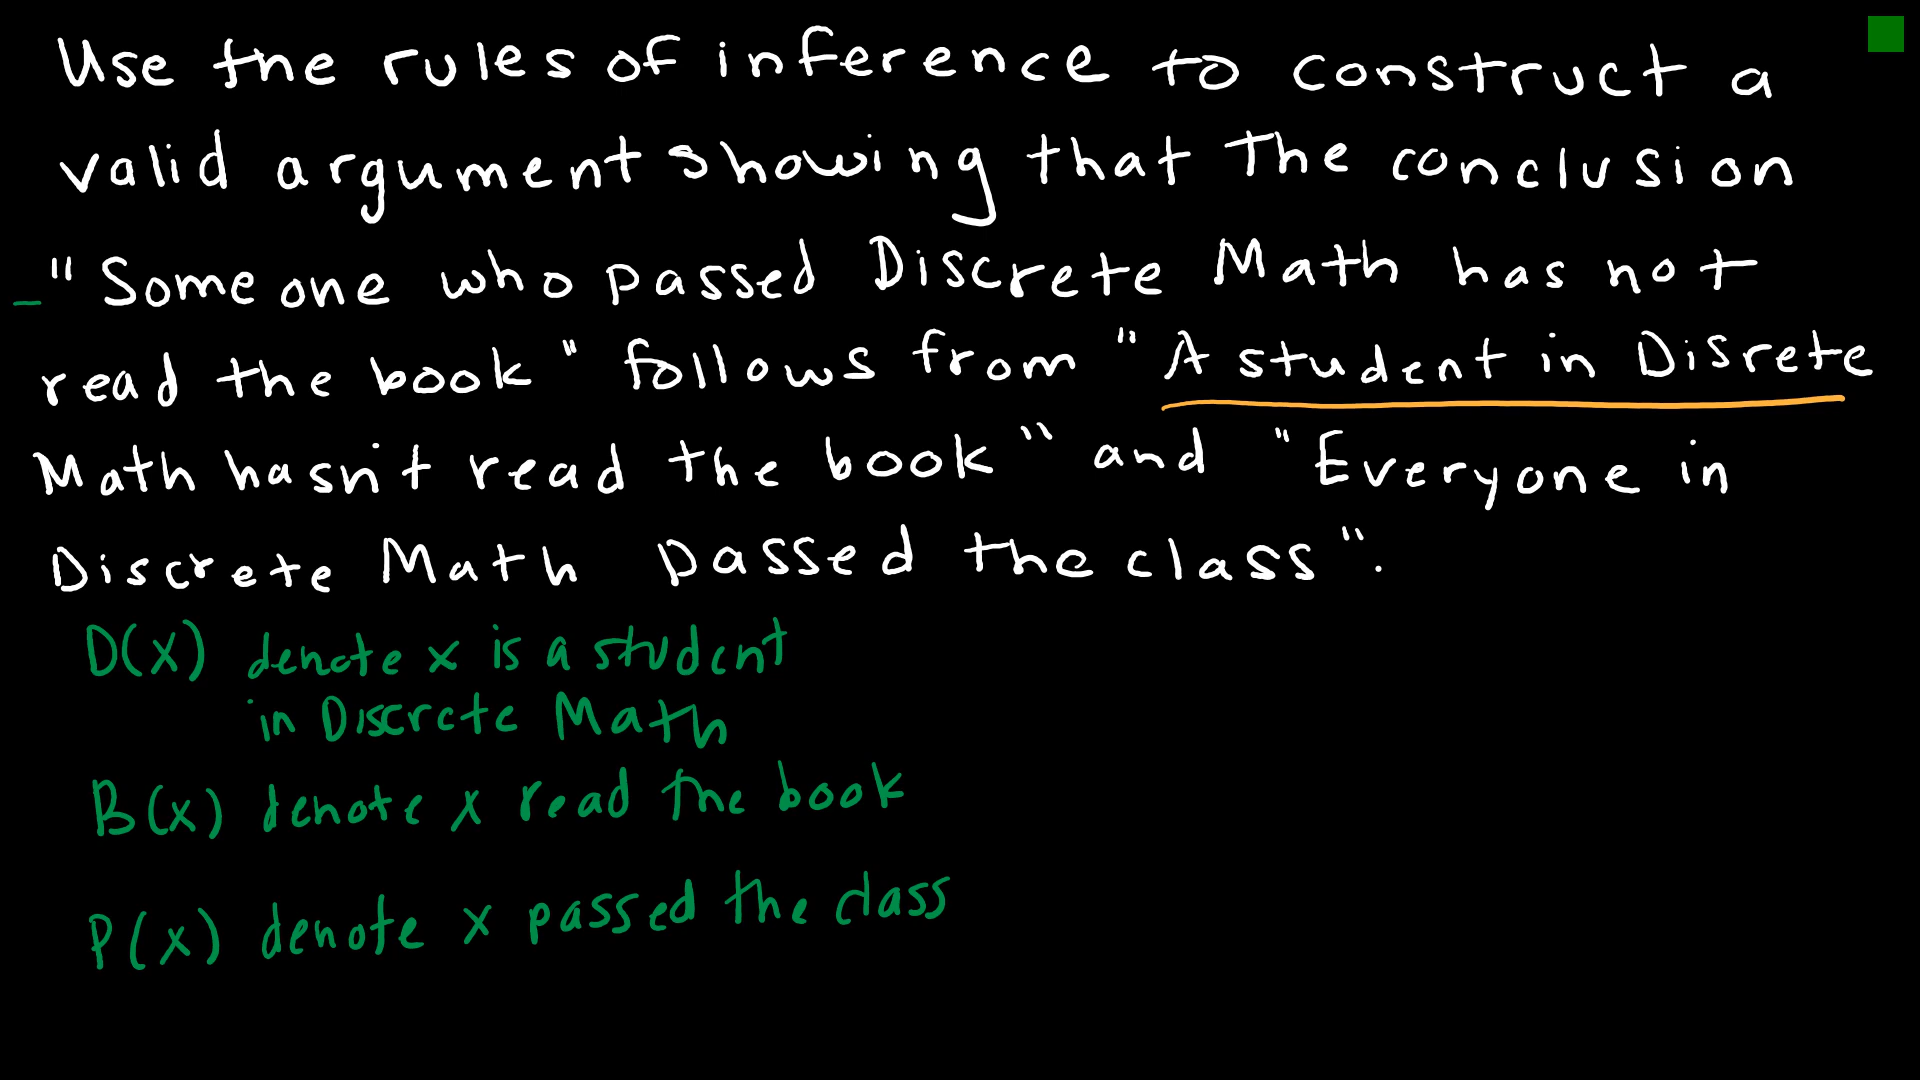 Use the rules of inference to construct a
valid argument showing that the conclusion
"Someone who passed Discrete Math has not
read the book" follows from "A student in Disrete
Math hasn't read the book" and "Everyone in
Discrete Math passed the class".
D(x) denote x is a student
in Discrete Math
B(x) denote x read the book
P(x) denote x passed the class